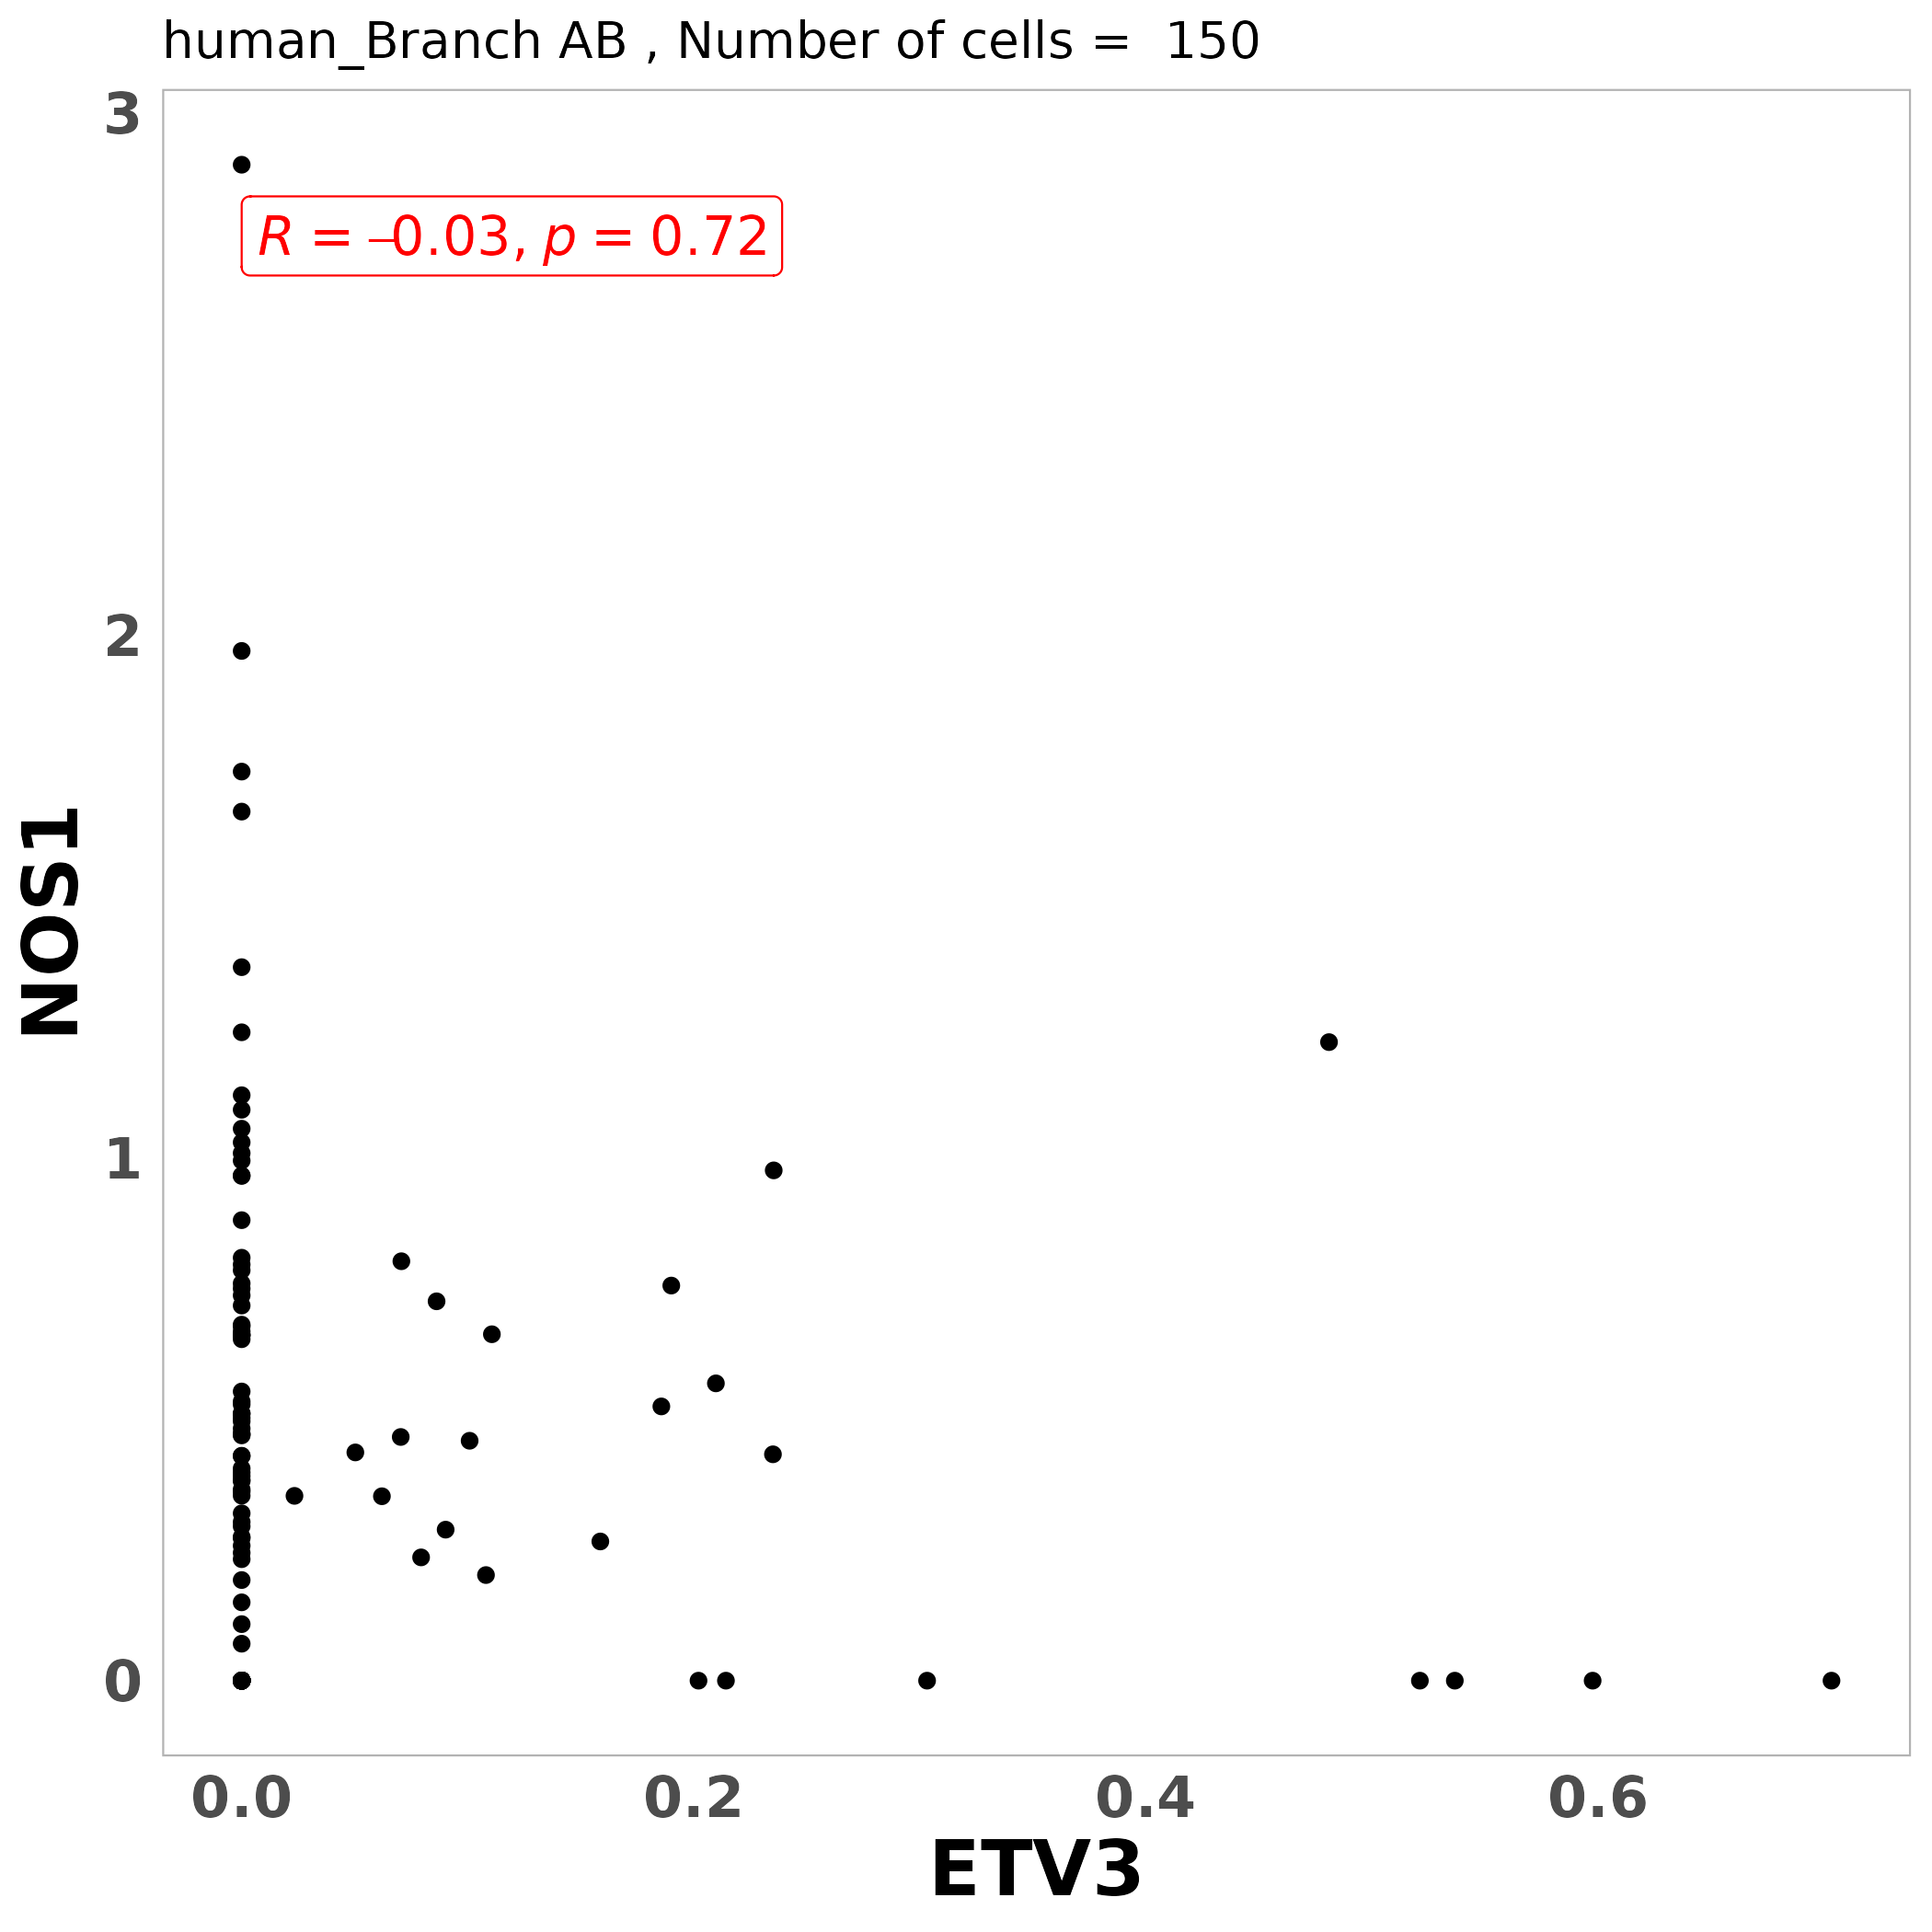 human_Branch AB , Number of cells =  150
3
R = –0.03, p = 0.72
2
NOS1
1
0
0.0 0.2 0.4 0.6
ETV3